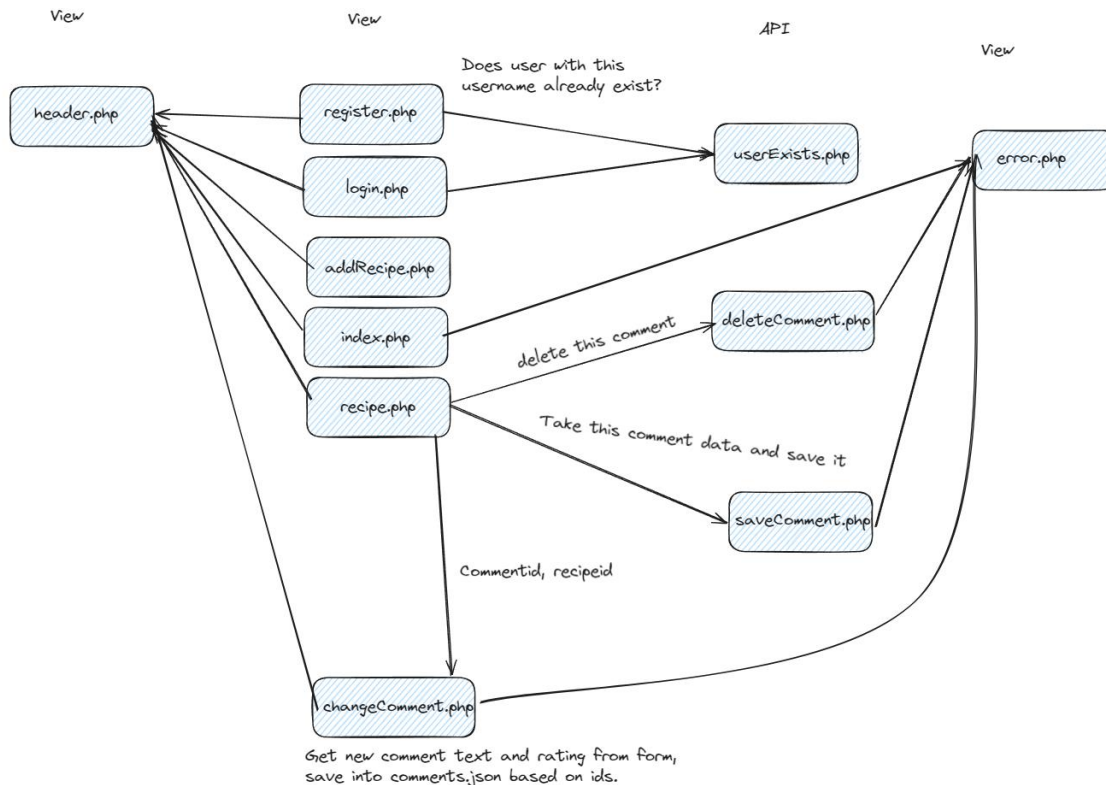 View
View
API
View
Does user with this
username already exist?
header.php
register.php
userExists.php
error.php
login.php
addRecipe.php
index.php
delete this comment
deleteComment.php
recipe.php
Take this comment data and save it
saveComment.php
Commentid, recipeid
changeComment.php
Get new comment text and rating from form,
save into comments.json based on ids.